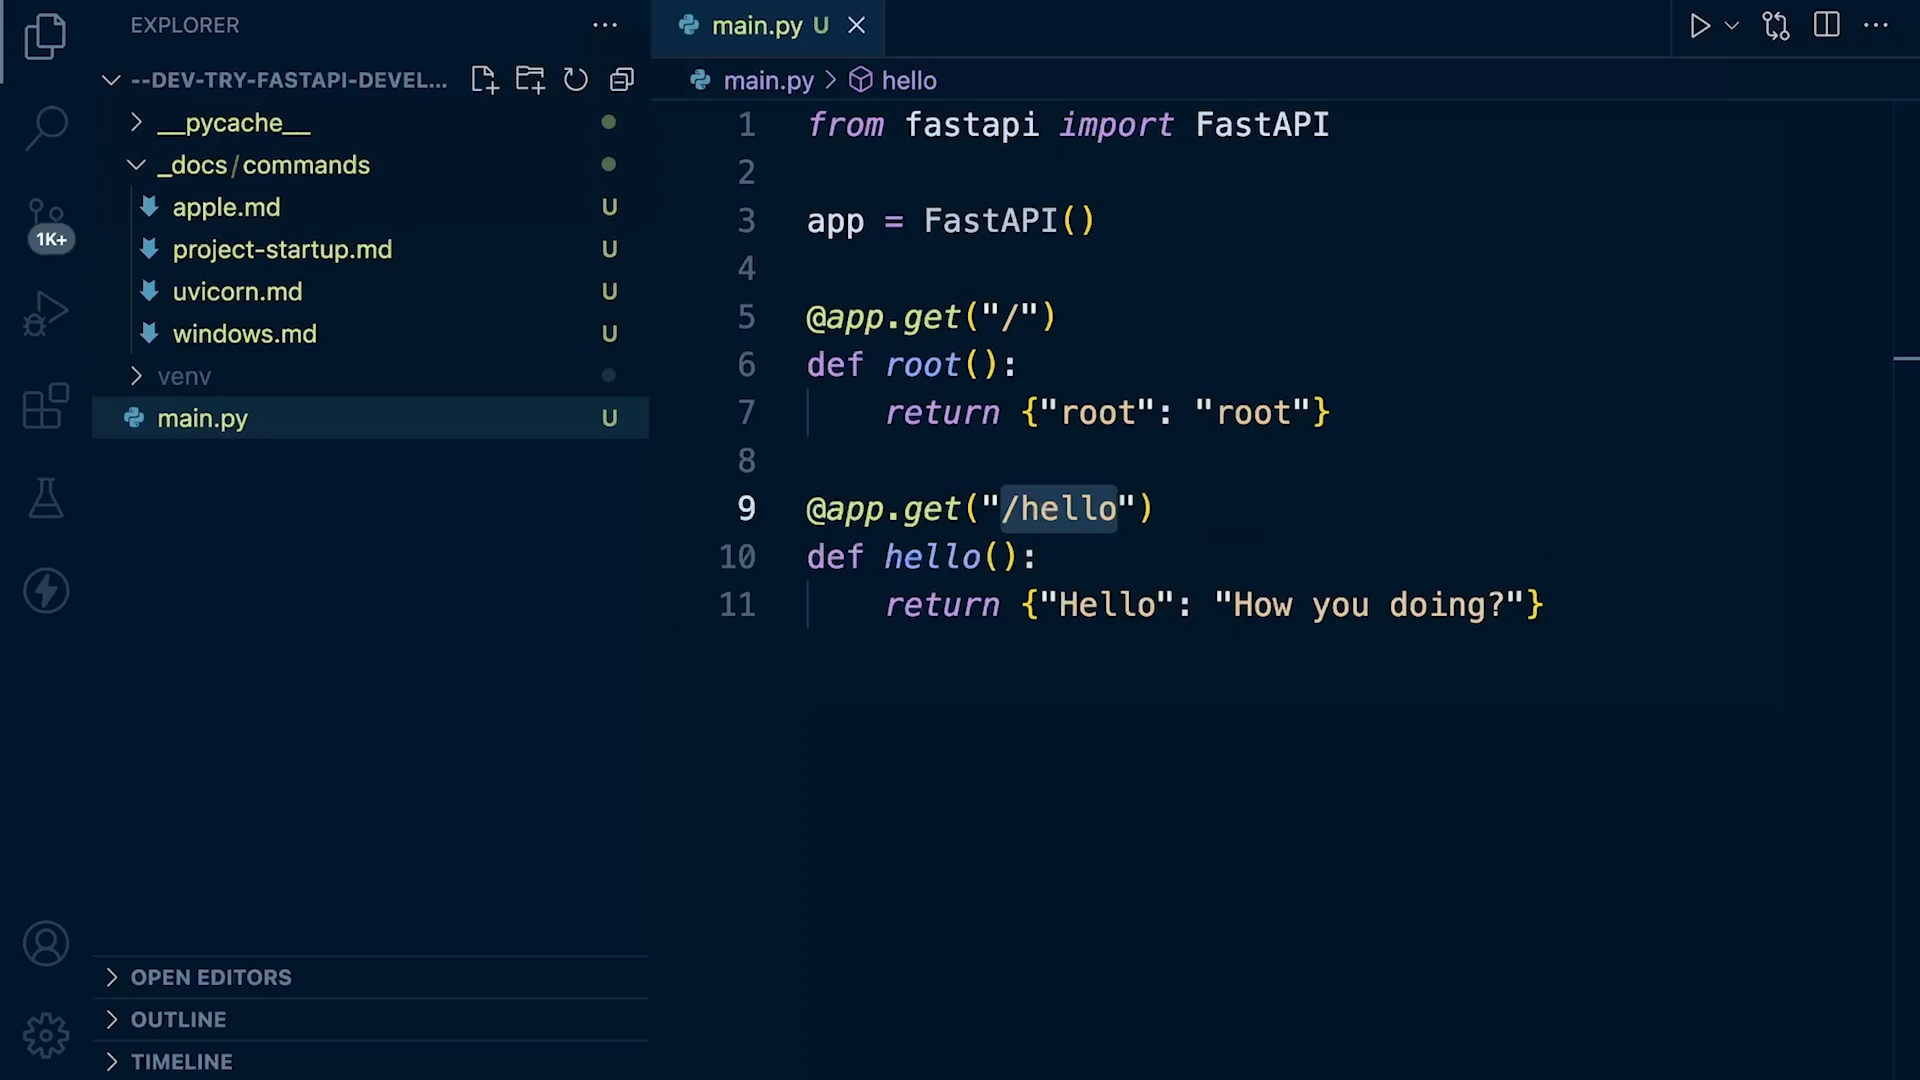 EXPLORER
--DEV-TRY-FASTAPI-DEVEL...
__pycache__
_docs/commands
apple.md U
project-startup.md U
uvicorn.md U
windows.md U
venv
main.py U
1K+
OPEN EDITORS
OUTLINE
TIMELINE
main.py U
main.py > hello
1 from fastapi import FastAPI
2
3 app = FastAPI()
4
5 @app.get("/")
6 def root():
7 return {"root": "root"}
8
9 @app.get("/hello")
10 def hello():
11 return {"Hello": "How you doing?"}